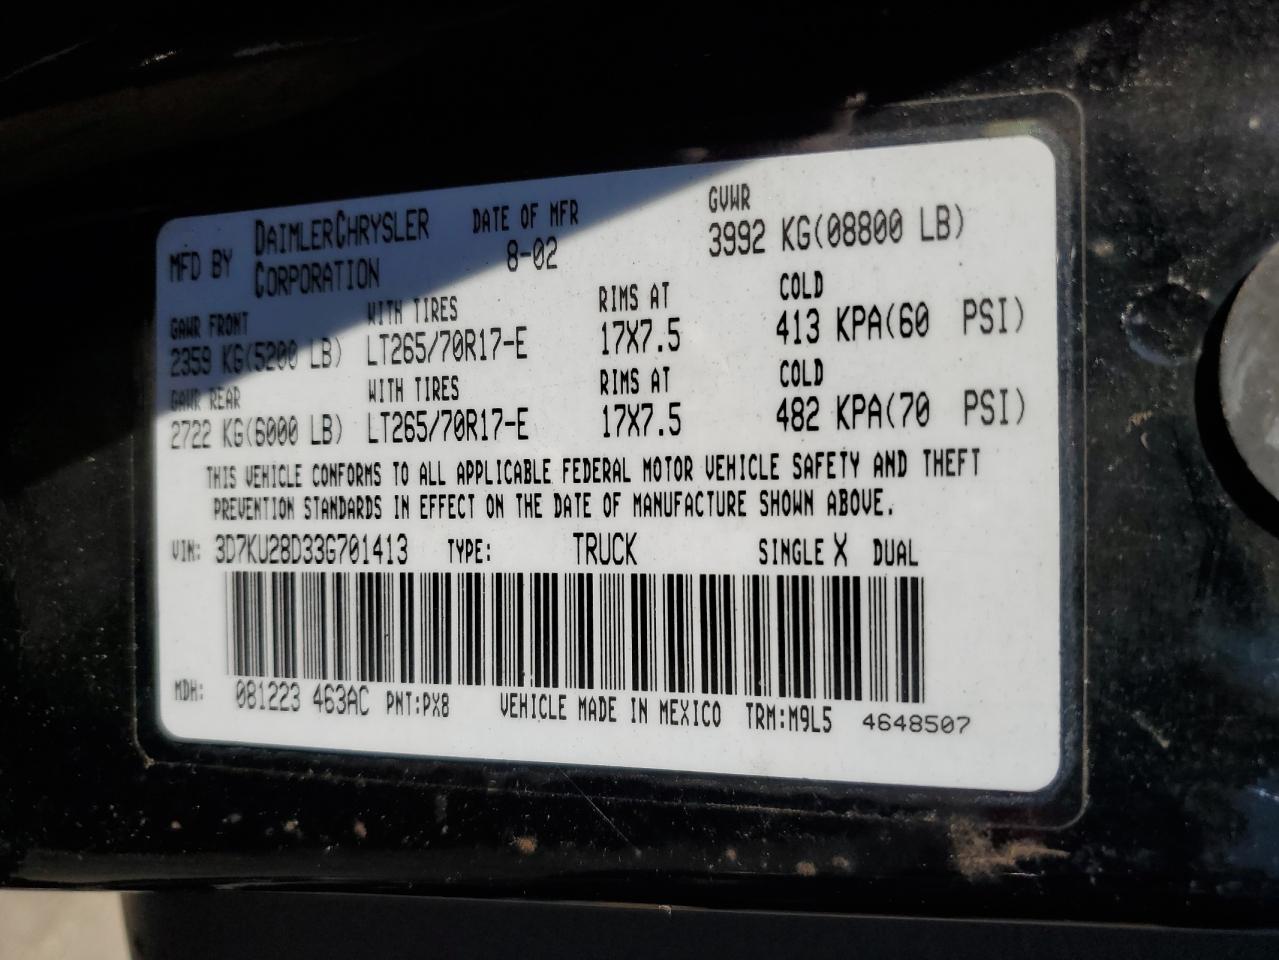 MFD BY DAIMLERCHRYSLER CORPORATION DATE OF MFR 8-02 GVWR 3992 KG(08800 LB)
GAWR FRONT WITH TIRES RIMS AT COLD
2359 KG(5200 LB) LT265/70R17-E 17X7.5 413 KPA(60 PSI)
GAWR REAR WITH TIRES RIMS AT COLD
2722 KG(6000 LB) LT265/70R17-E 17X7.5 482 KPA(70 PSI)
THIS VEHICLE CONFORMS TO ALL APPLICABLE FEDERAL MOTOR VEHICLE SAFETY AND THEFT
PREVENTION STANDARDS IN EFFECT ON THE DATE OF MANUFACTURE SHOWN ABOVE.
VIN: 3D7KU28D33G701413 TYPE: TRUCK SINGLE X DUAL
MDH: 081223 463AC PNT:PX8 VEHICLE MADE IN MEXICO TRM:M9L5 4648507